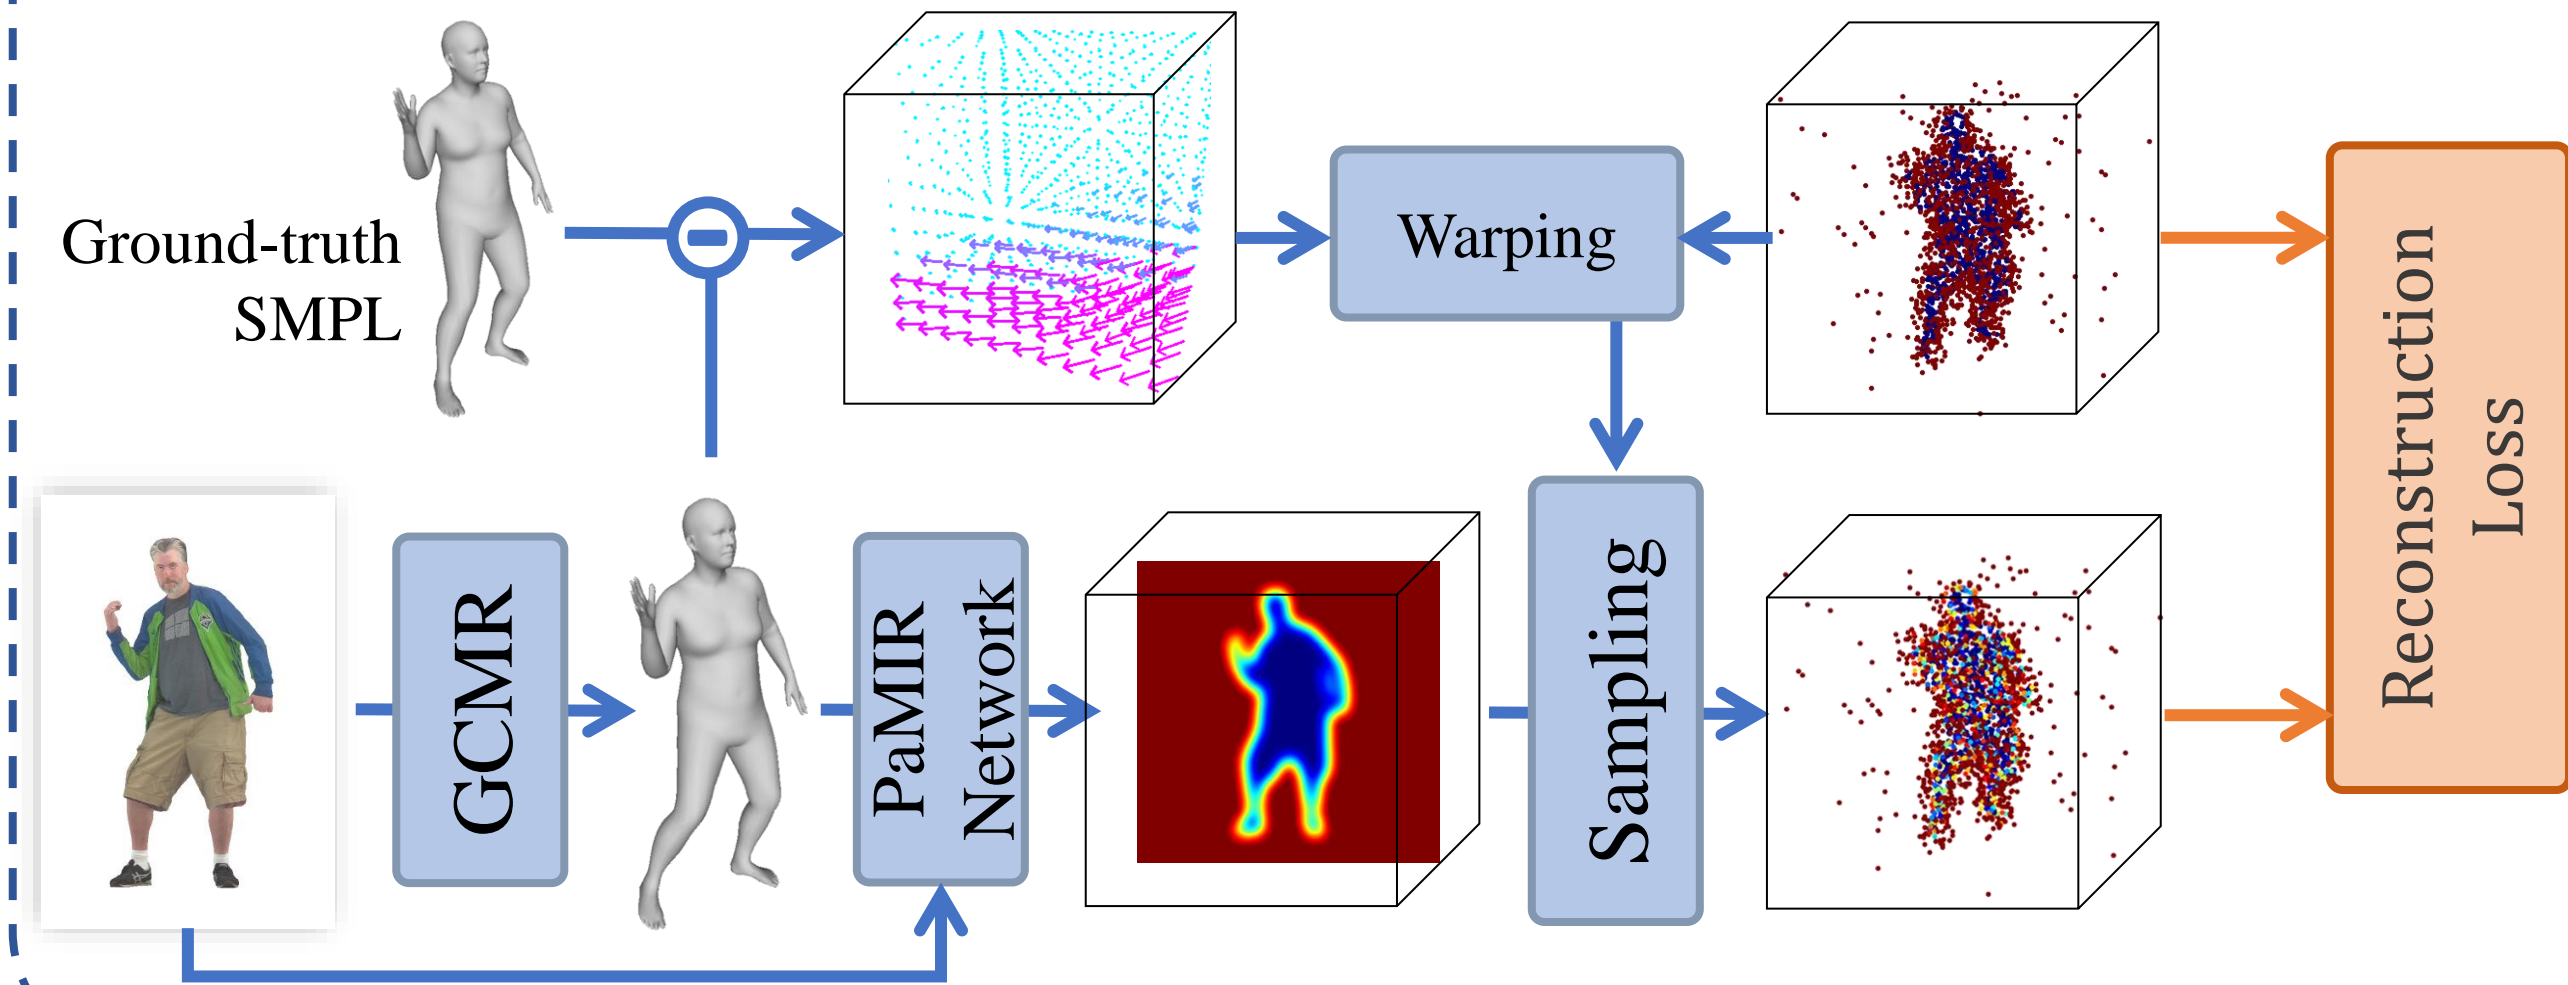 Ground-truth
SMPL
Warping
Reconstruction
Loss
GCMR
PaMIR
Network
Sampling